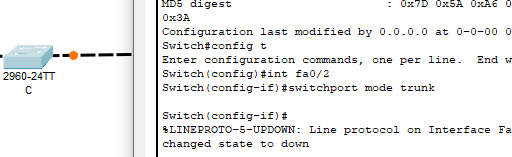 2960-24TT
C
MD5 digest : 0x7D 0x5A 0xA6 0
0x3A
Configuration last modified by 0.0.0.0 at 0-0-00 0
Switch#config t
Enter configuration commands, one per line. End w
Switch(config)#int fa0/2
Switch(config-if)#switchport mode trunk
Switch(config-if)#
%LINEPROTO-5-UPDOWN: Line protocol on Interface Fa
changed state to down